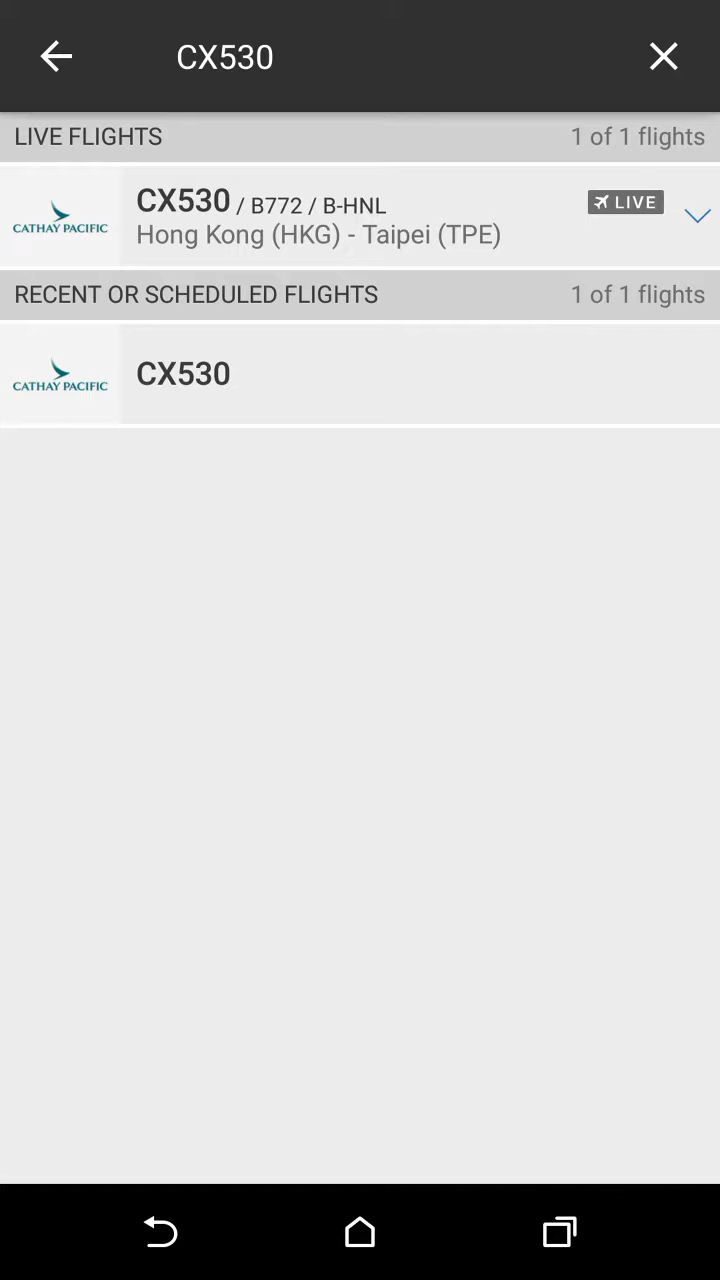 CX530
LIVE FLIGHTS 1 of 1 flights
CATHAY PACIFIC
CX530 / B772 / B-HNL LIVE
Hong Kong (HKG) - Taipei (TPE)
RECENT OR SCHEDULED FLIGHTS 1 of 1 flights
CATHAY PACIFIC
CX530